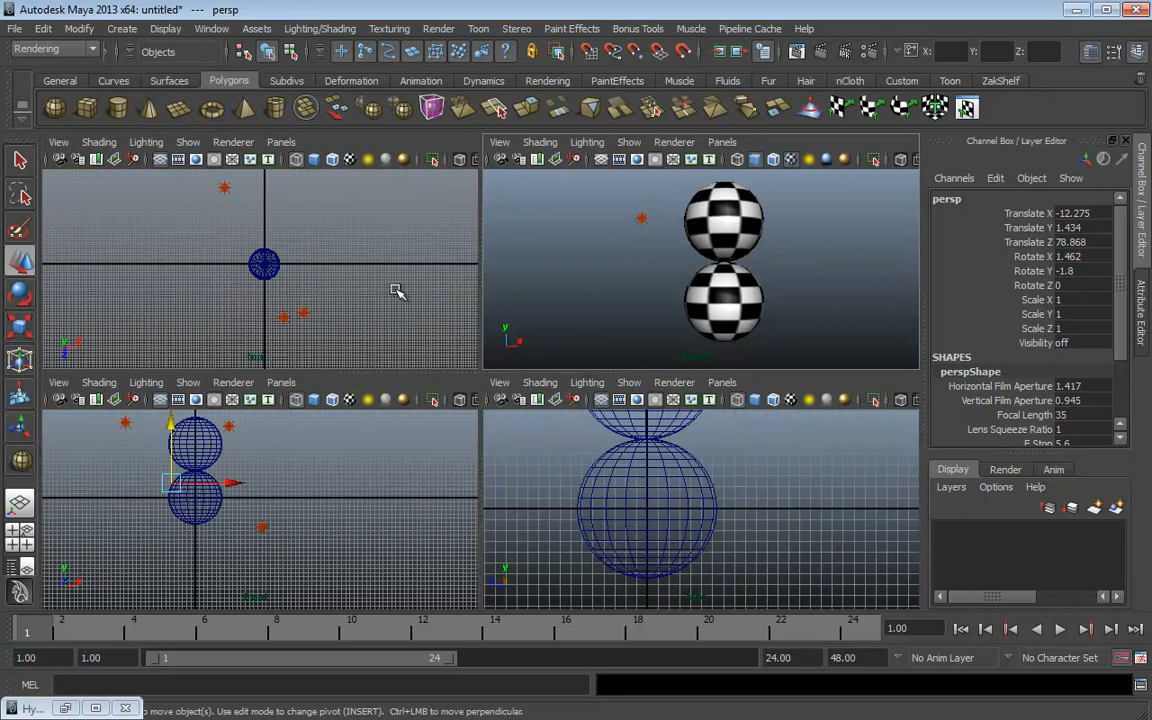 Autodesk Maya 2013 x64: untitled* --- persp
File Edit Modify Create Display Window Assets Lighting/Shading Texturing Render Toon Stereo Paint Effects Bonus Tools Muscle Pipeline Cache Help
Rendering Objects X: Y: Z:
General Curves Surfaces Polygons Subdivs Deformation Animation Dynamics Rendering PaintEffects Muscle Fluids Fur Hair nCloth Custom Toon ZakShelf
View Shading Lighting Show Renderer Panels
View Shading Lighting Show Renderer Panels
Channel Box / Layer Editor
Channels Edit Object Show
persp
Translate X -12.275
Translate Y 1.434
Translate Z 78.868
Rotate X 1.462
Rotate Y -1.8
Rotate Z 0
Scale X 1
Scale Y 1
Scale Z 1
Visibility off
SHAPES
perspShape
Horizontal Film Aperture 1.417
Vertical Film Aperture 0.945
Focal Length 35
Lens Squeeze Ratio 1
F Stop 5.6
Channel Box / Layer Editor
Attribute Editor
y
x
y
x
View Shading Lighting Show Renderer Panels
View Shading Lighting Show Renderer Panels
Display Render Anim
Layers Options Help
y
x
y
1 2 4 6 8 10 12 14 16 18 20 22 24 1.00
1.00 1.00 1 24 24.00 48.00 No Anim Layer No Character Set
MEL
Hy... to move object(s). Use edit mode to change pivot (INSERT). Ctrl+LMB to move perpendicular.